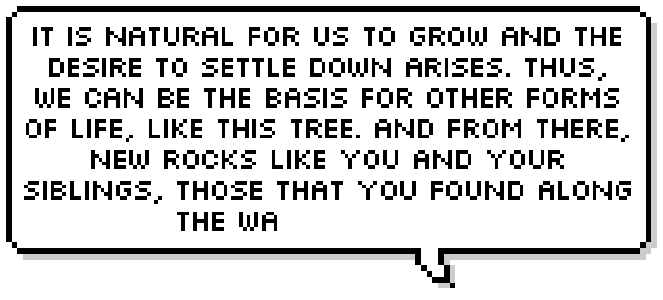 IT IS NATURAL FOR US TO GROW AND THE
DESIRE TO SETTLE DOWN ARISES. THUS,
WE CAN BE THE BASIS FOR OTHER FORMS
OF LIFE, LIKE THIS TREE. AND FROM THERE,
NEW ROCKS LIKE YOU AND YOUR
SIBLINGS, THOSE THAT YOU FOUND ALONG
THE WA